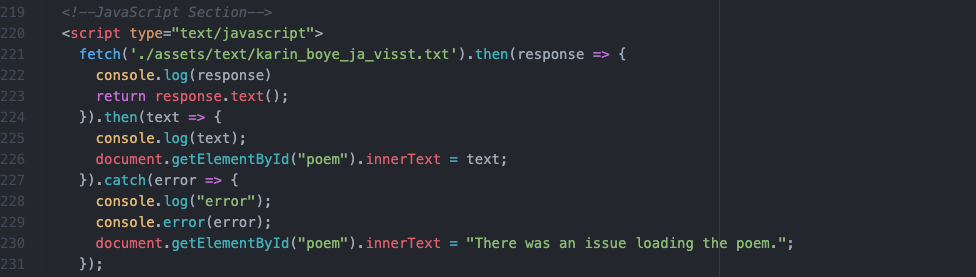 219 <!--JavaScript Section-->
220 <script type="text/javascript">
221 fetch('./assets/text/karin_boye_ja_visst.txt').then(response => {
222 console.log(response)
223 return response.text();
224 }).then(text => {
225 console.log(text);
226 document.getElementById("poem").innerText = text;
227 }).catch(error => {
228 console.log("error");
229 console.error(error);
230 document.getElementById("poem").innerText = "There was an issue loading the poem.";
231 });